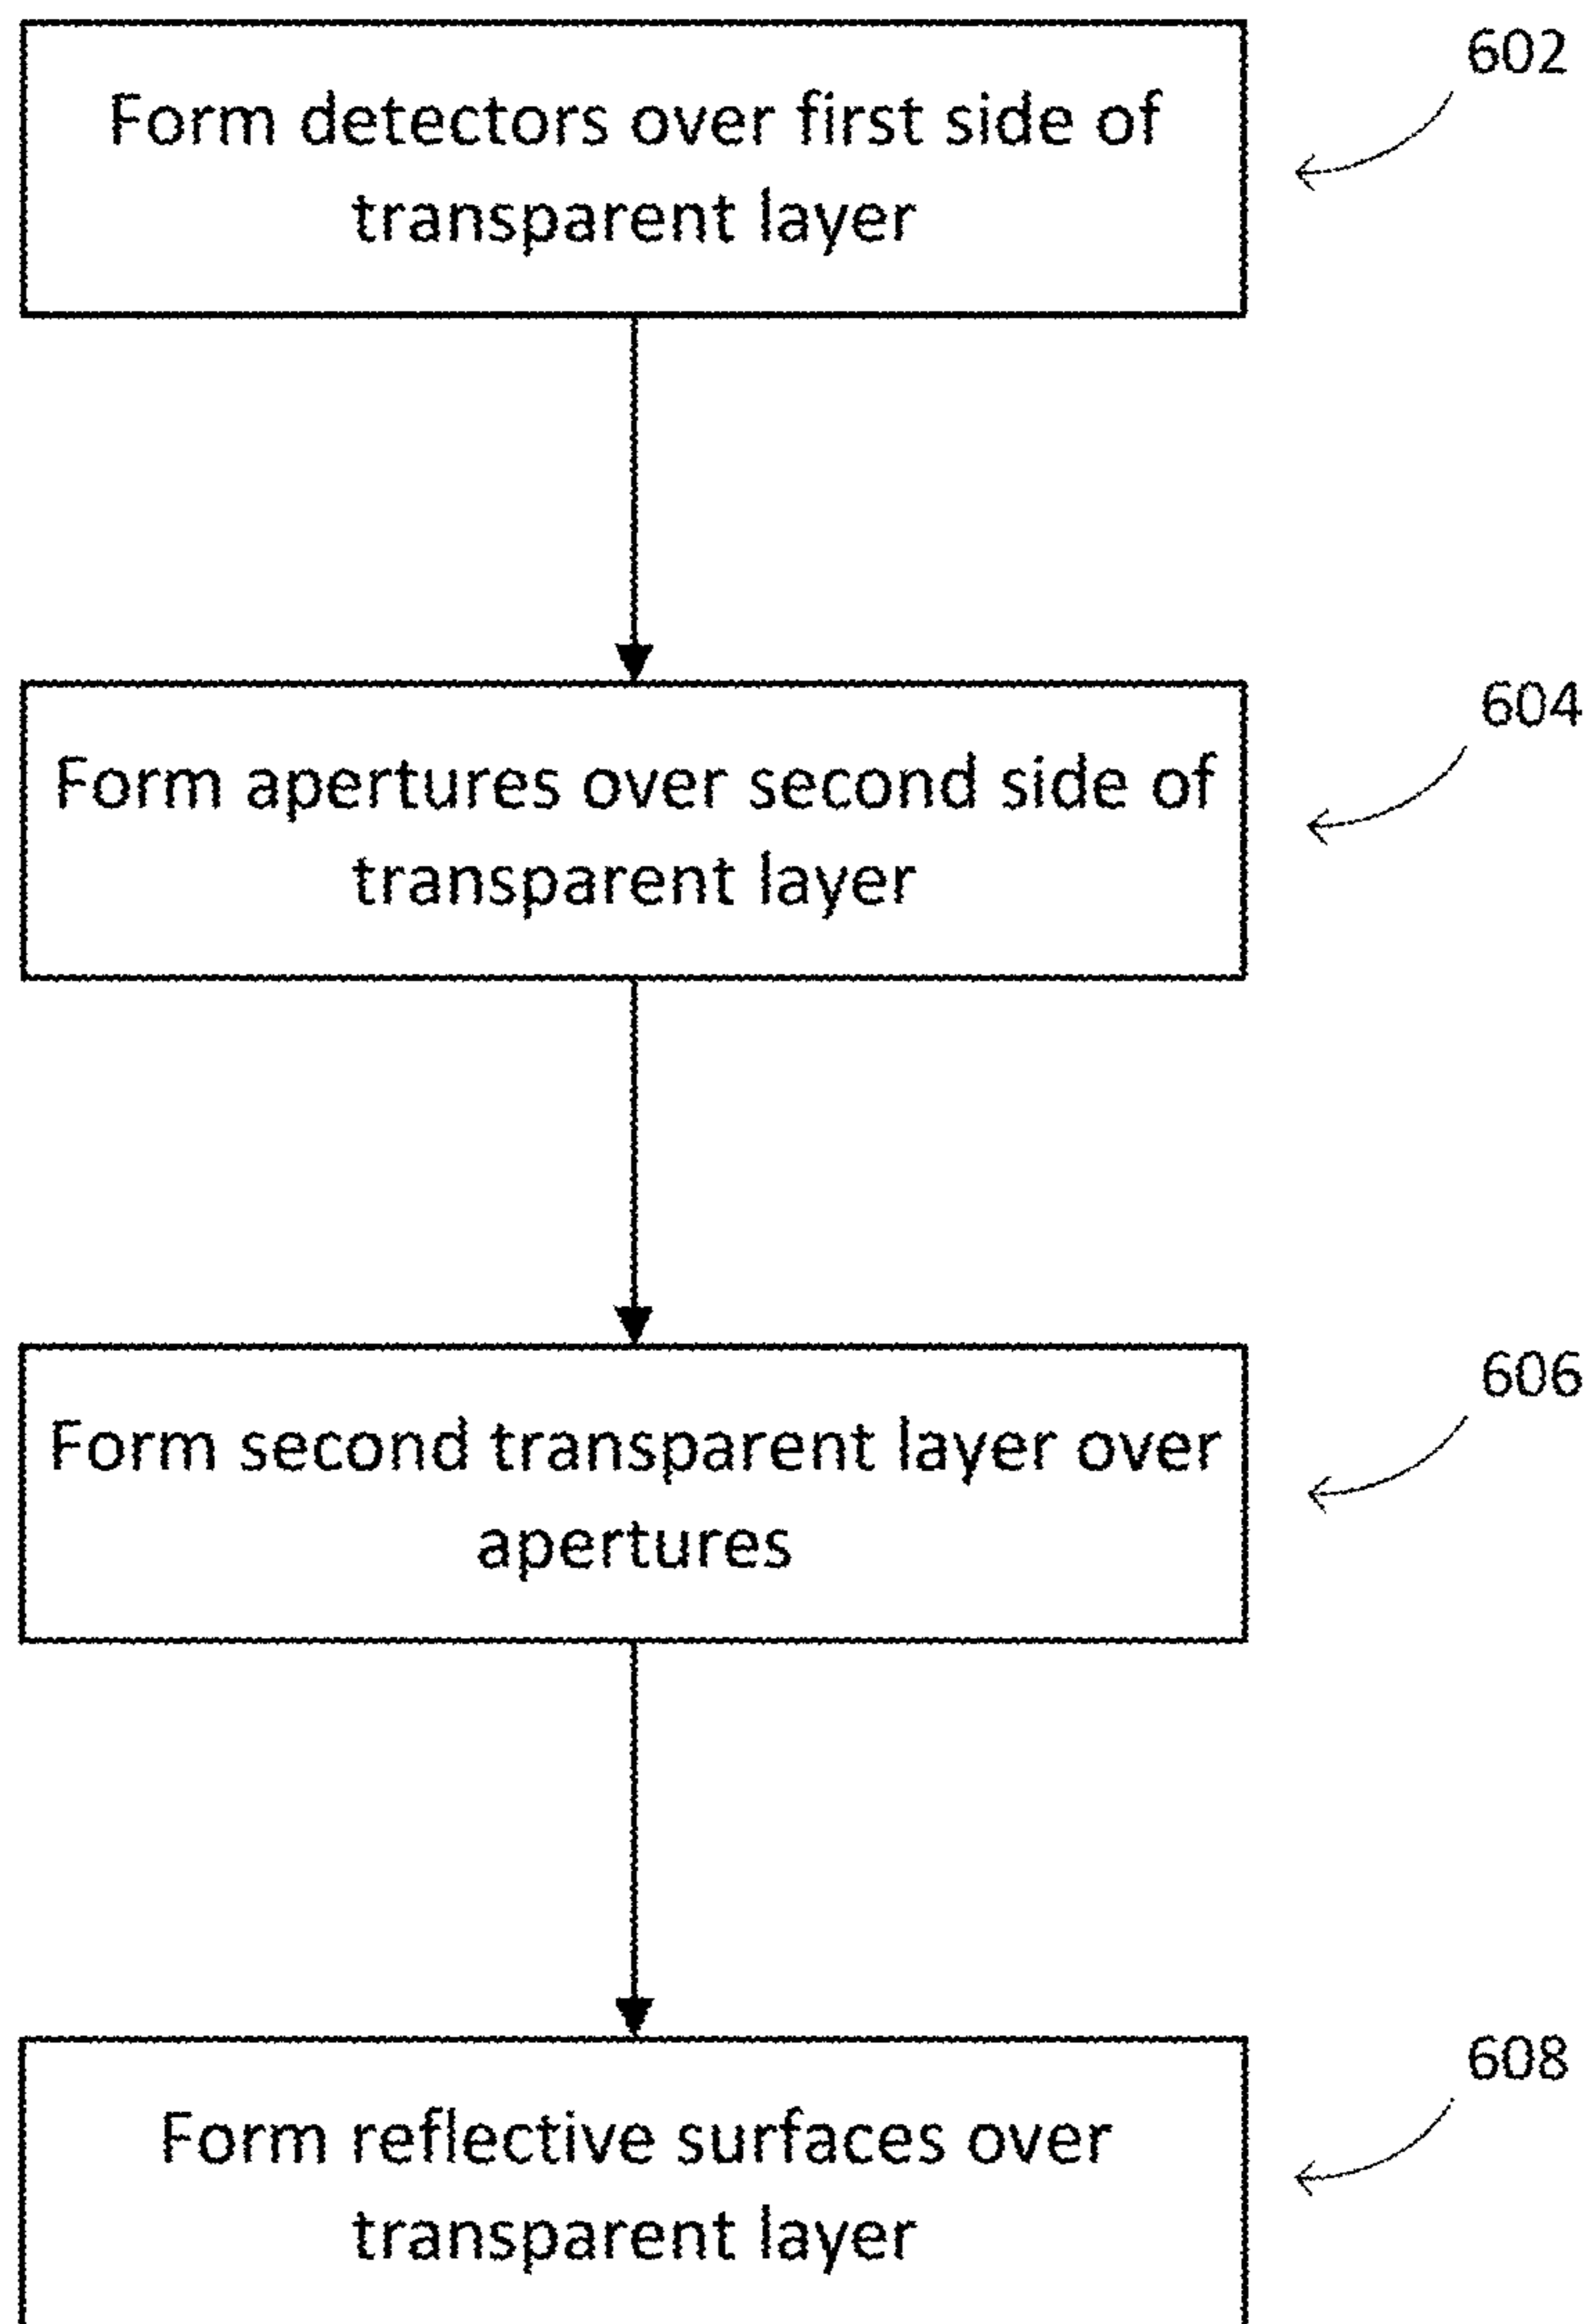 602
Form detectors over first side of
transparent layer
604
Form apertures over second side of
transparent layer
606
Form second transparent layer over
apertures
608
Form reflective surfaces over
transparent layer